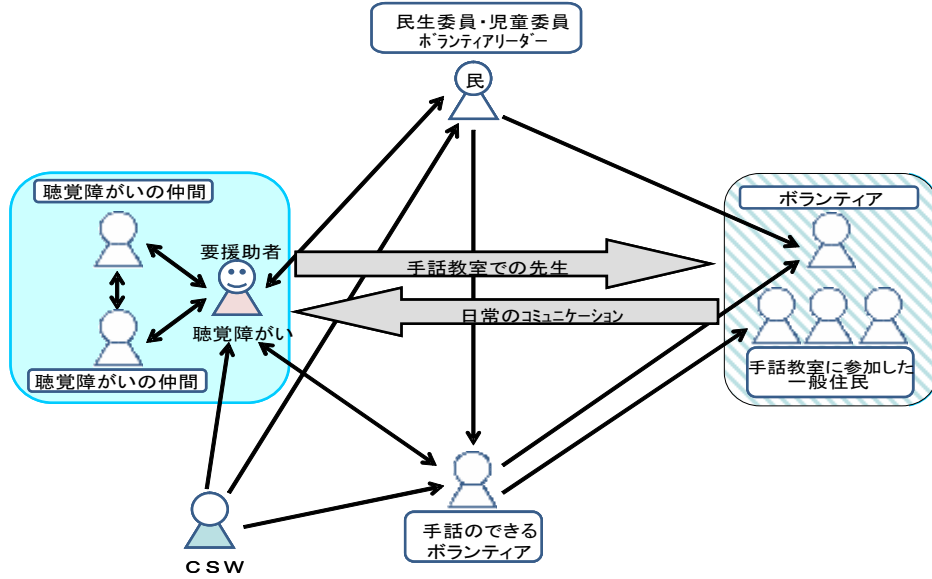 民生委員・児童委員
ボランティアリーダー
民
聴覚障がいの仲間
ボランティア
要援助者
手話教室での先生
日常のコミュニケーション
聴覚障がい
聴覚障がいの仲間
手話教室に参加した
一般住民
手話のできる
ボランティア
ＣＳＷ